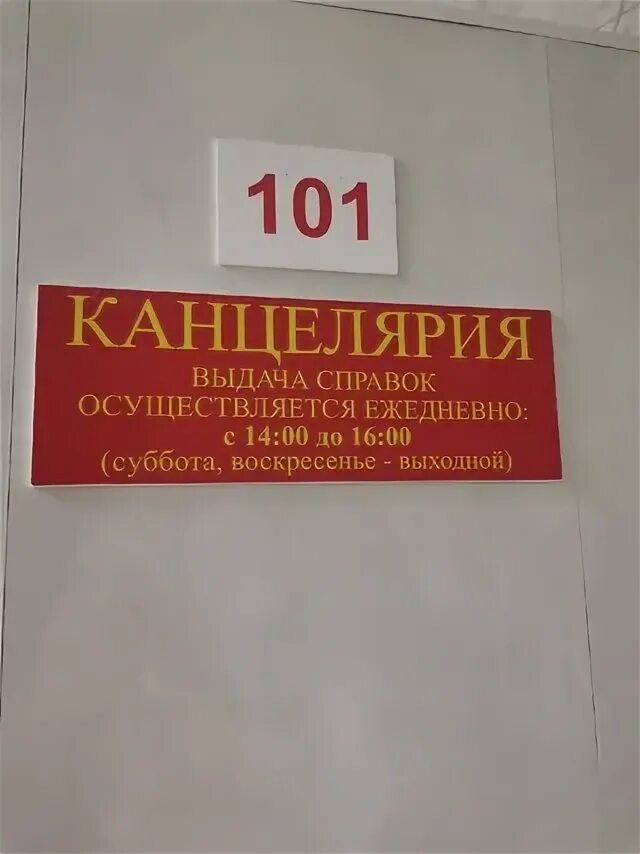 101
КАНЦЕЛЯРИЯ
ВЫДАЧА СПРАВОК
ОСУЩЕСТВЛЯЕТСЯ ЕЖЕДНЕВНО:
с 14:00 до 16:00
(суббота, воскресенье - выходной)